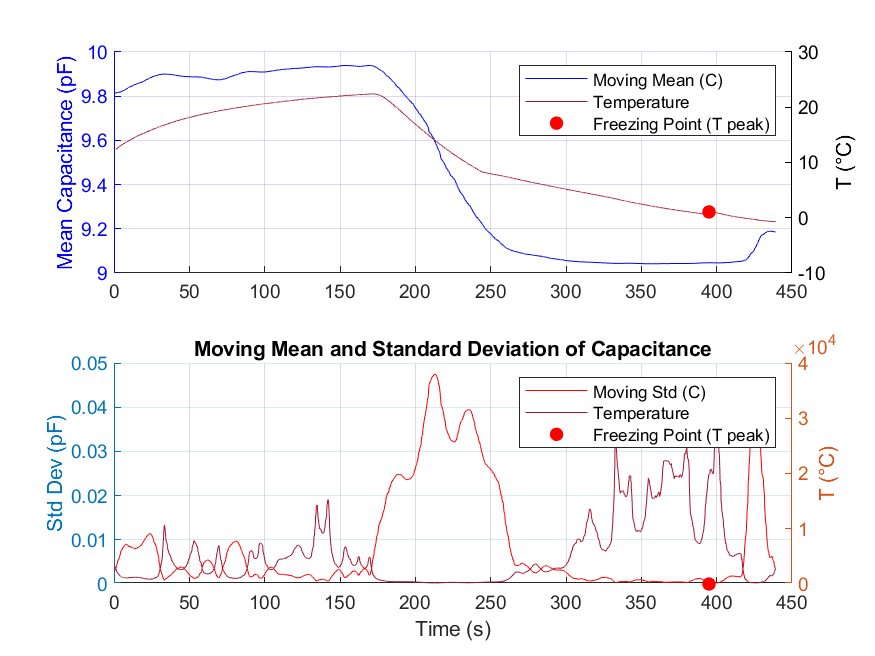 10
9.8
9.6
9.4
9.2
9
Mean Capacitance (pF)
Moving Mean (C)
Temperature
Freezing Point (T peak)
30
20
10
0
-10
T (°C)
0 50 100 150 200 250 300 350 400 450
Moving Mean and Standard Deviation of Capacitance
0.05
0.04
0.03
0.02
0.01
0
Std Dev (pF)
Moving Std (C)
Temperature
Freezing Point (T peak)
×10⁴
4
3
2
1
0
T (°C)
0 50 100 150 200 250 300 350 400 450
Time (s)